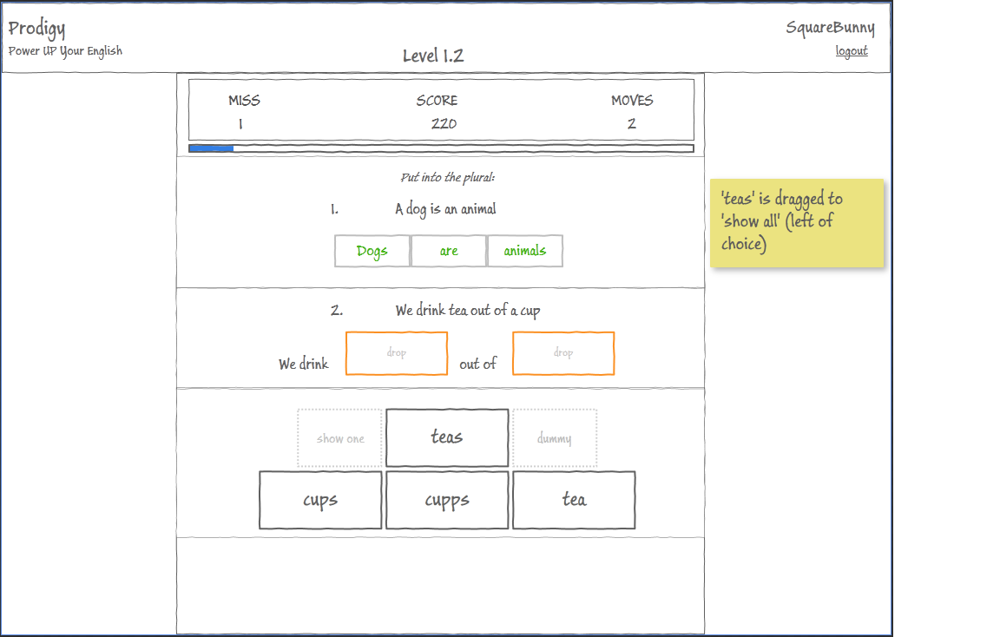 Prodigy
SquareBunny
Power UP Your English
logout
Level 1.2
MISS SCORE MOVES
1 220 2
Put into the plural:
1. A dog is an animal
Dogs are animals
'teas' is dragged to
'show all' (left of
choice)
2. We drink tea out of a cup
We drink drop out of drop
show one teas dummy
cups cupps tea